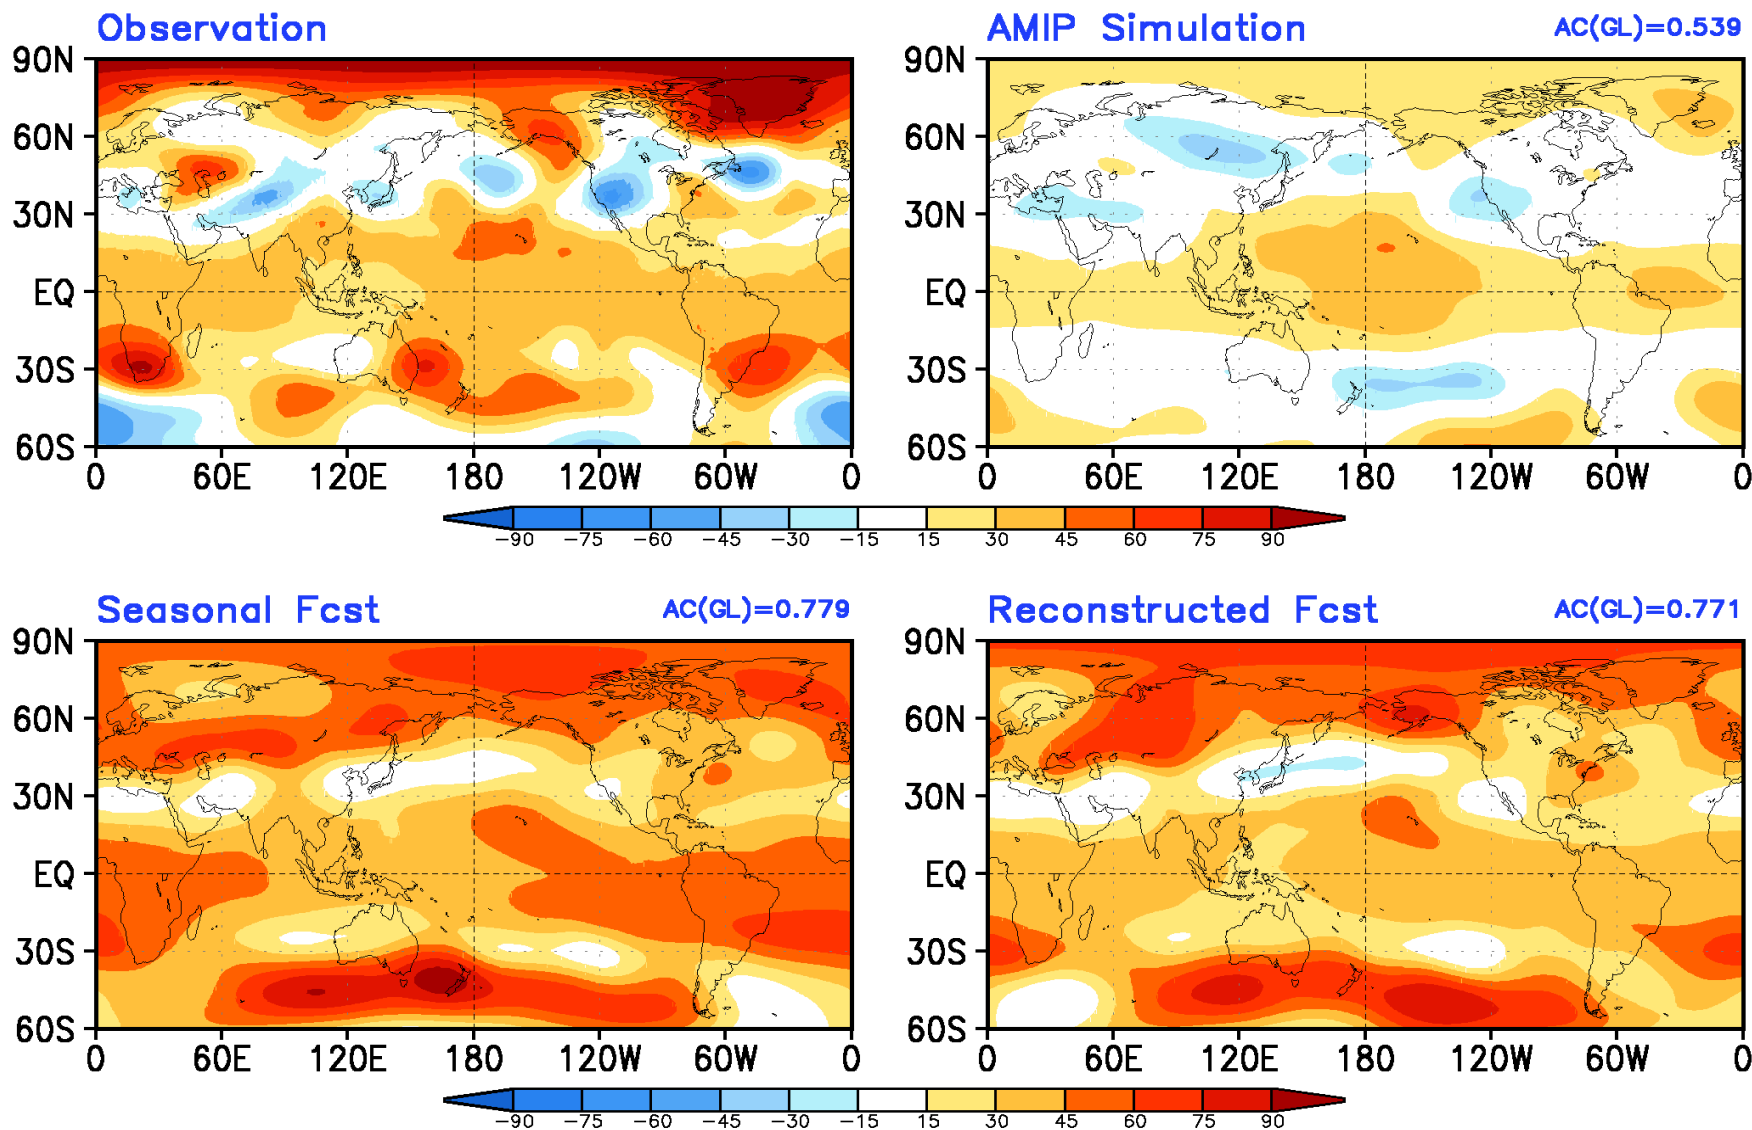 Observation
AMIP Simulation AC(GL)=0.539
90N
60N
30N
EQ
30S
60S
0 60E 120E 180 120W 60W 0
90N
60N
30N
EQ
30S
60S
0 60E 120E 180 120W 60W 0
−90 −75 −60 −45 −30 −15 15 30 45 60 75 90
Seasonal Fcst AC(GL)=0.779
Reconstructed Fcst AC(GL)=0.771
90N
60N
30N
EQ
30S
60S
0 60E 120E 180 120W 60W 0
90N
60N
30N
EQ
30S
60S
0 60E 120E 180 120W 60W 0
−90 −75 −60 −45 −30 −15 15 30 45 60 75 90